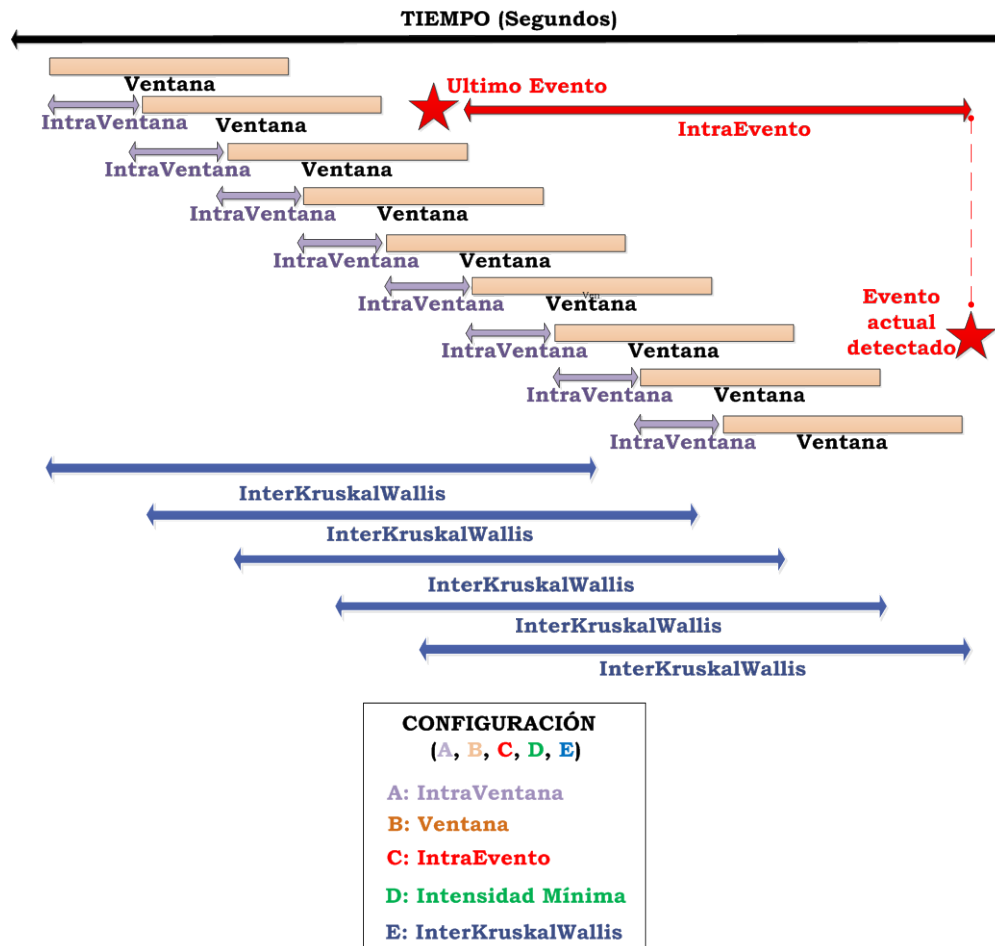 TIEMPO (Segundos)
Ventana
Ultimo Evento
IntraVentana
Ventana
IntraEvento
IntraVentana
Ventana
IntraVentana
Ventana
IntraVentana
Ventana
IntraVentana
Ven
Ventana
Evento
actual
detectado
IntraVentana
Ventana
IntraVentana
Ventana
IntraVentana
Ventana
InterKruskalWallis
InterKruskalWallis
InterKruskalWallis
InterKruskalWallis
InterKruskalWallis
CONFIGURACIÓN
(A, B, C, D, E)
A: IntraVentana
B: Ventana
C: IntraEvento
D: Intensidad Mínima
E: InterKruskalWallis